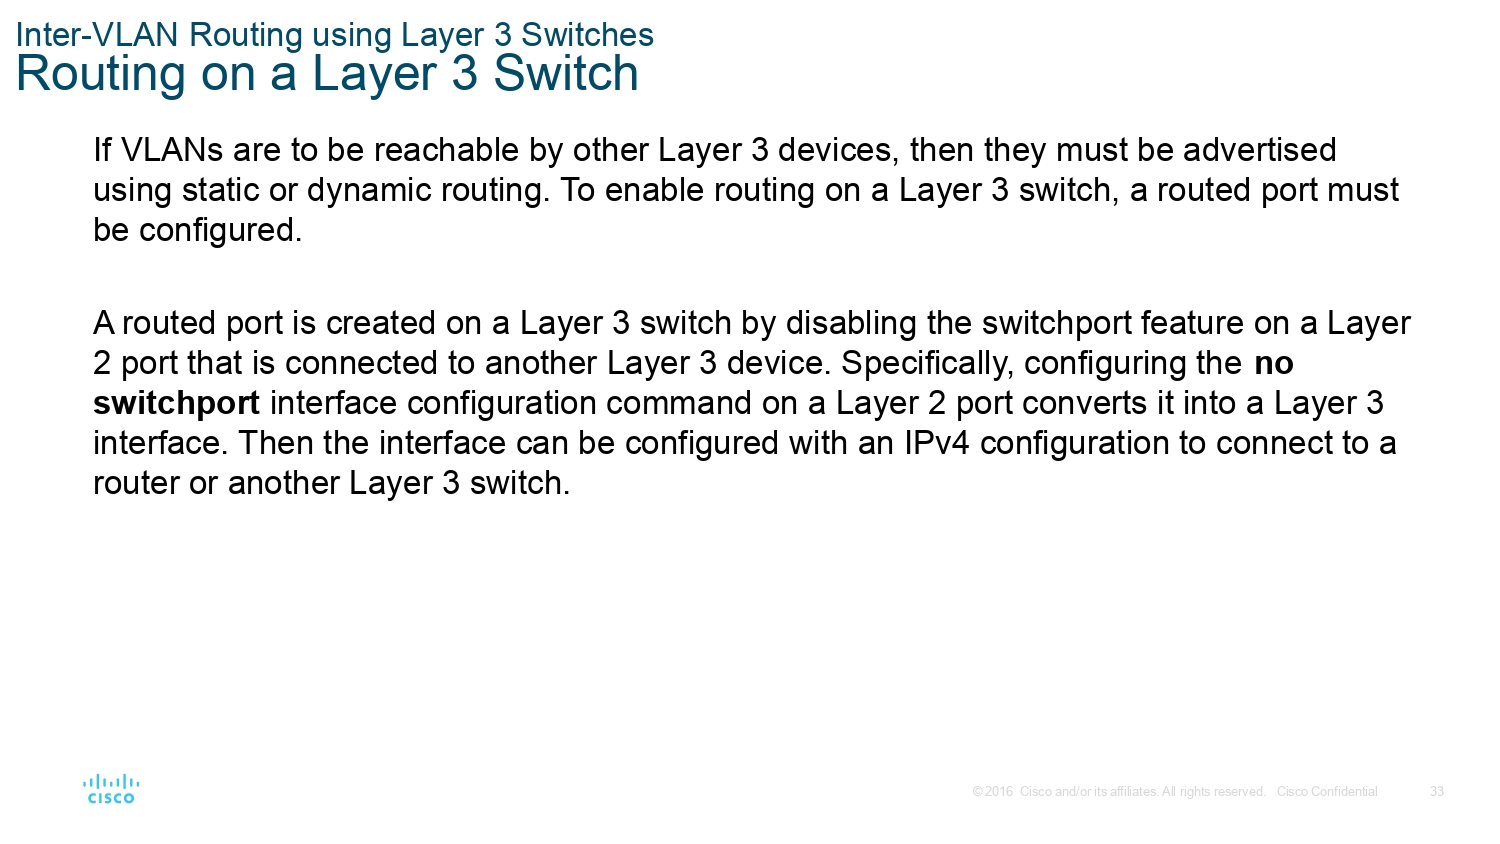 Inter-VLAN Routing using Layer 3 Switches
Routing on a Layer 3 Switch
If VLANs are to be reachable by other Layer 3 devices, then they must be advertised
using static or dynamic routing. To enable routing on a Layer 3 switch, a routed port must
be configured.
A routed port is created on a Layer 3 switch by disabling the switchport feature on a Layer
2 port that is connected to another Layer 3 device. Specifically, configuring the no
switchport interface configuration command on a Layer 2 port converts it into a Layer 3
interface. Then the interface can be configured with an IPv4 configuration to connect to a
router or another Layer 3 switch.
CISCO
© 2016 Cisco and/or its affiliates. All rights reserved. Cisco Confidential 33